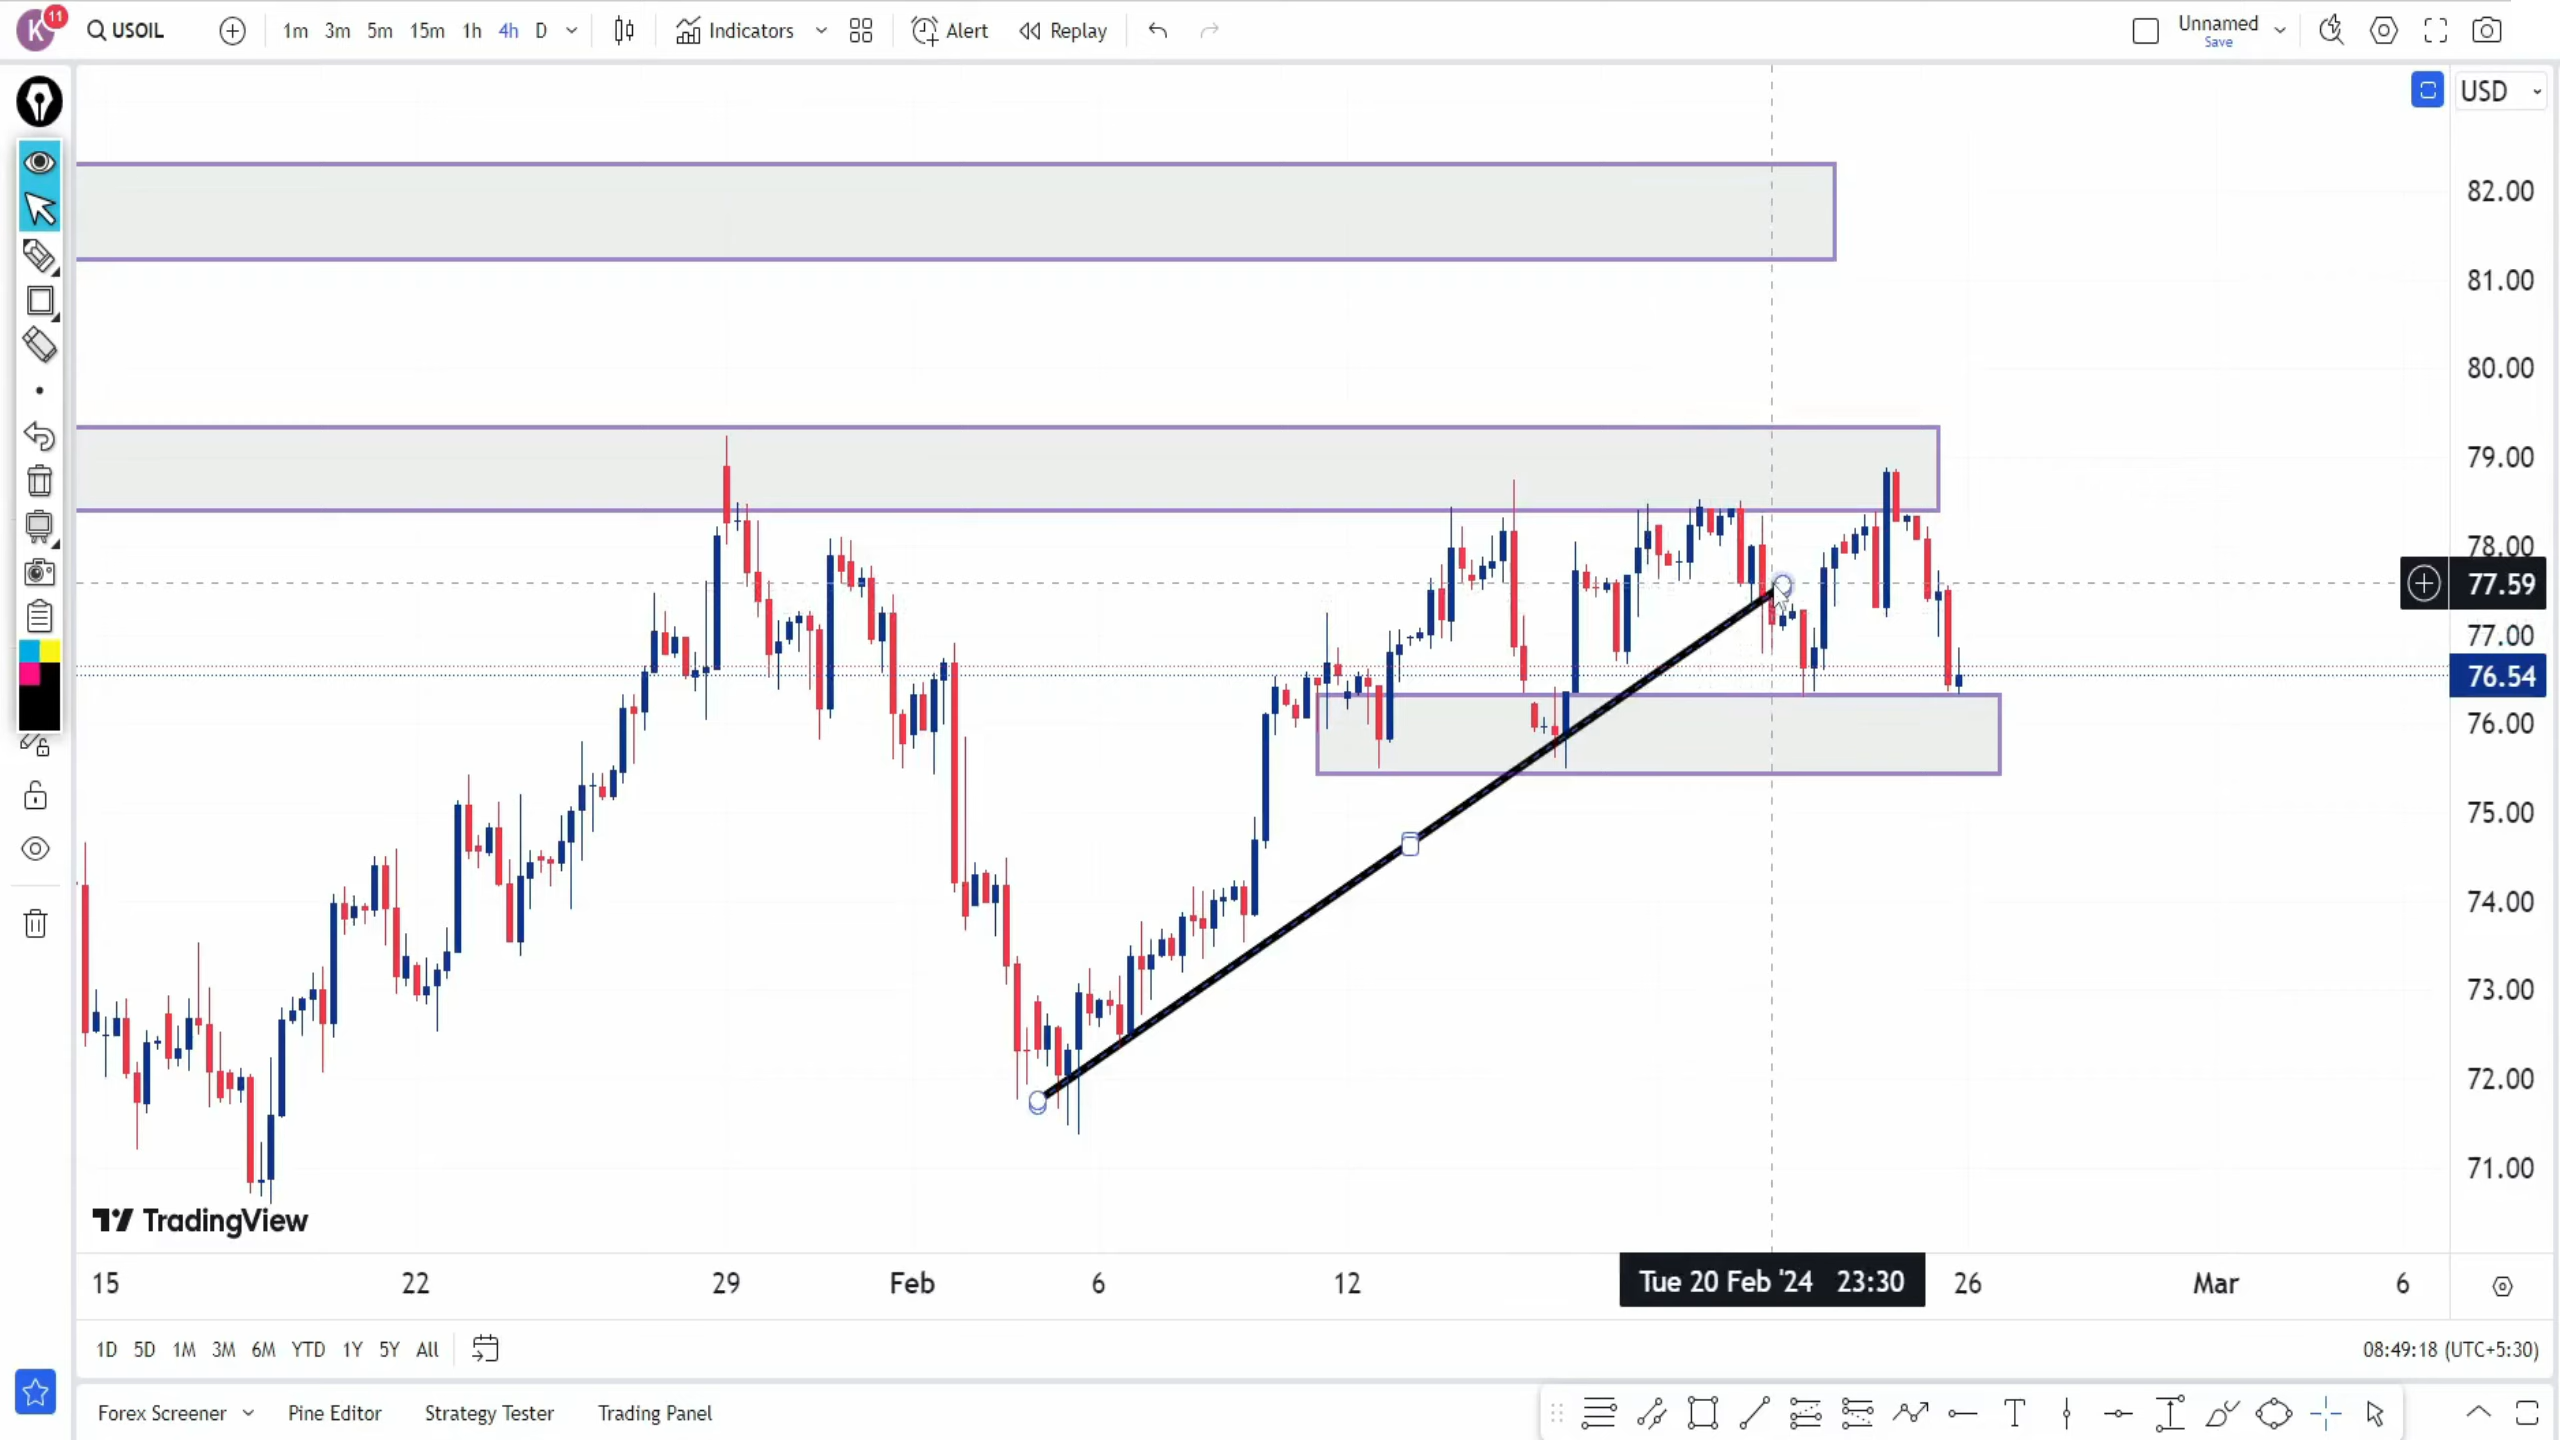 K 11 USOIL 1m 3m 5m 15m 1h 4h D Indicators Alert Replay Unnamed
Save
USD
82.00
81.00
80.00
79.00
78.00
77.59
77.00
76.54
76.00
75.00
74.00
73.00
72.00
71.00
TradingView
15 22 29 Feb 6 12 Tue 20 Feb '24 23:30 26 Mar 6
1D 5D 1M 3M 6M YTD 1Y 5Y All 08:49:18 (UTC+5:30)
Forex Screener Pine Editor Strategy Tester Trading Panel